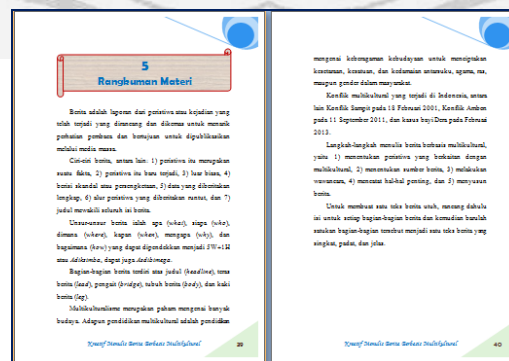 5
Rangkuman Materi
Berita adalah laporan dari peristiwa atau kejadian yang
telah terjadi yang dirancang dan dikemas untuk menarik
perhatian pembaca dan bertujuan untuk dipublikasikan
melalui media massa.
Ciri-ciri berita, antara lain: 1) peristiwa itu merupakan
suatu fakta, 2) peristiwa itu baru terjadi, 3) luar biasa, 4)
berisi skandal atau persengketaan, 5) data yang diberitakan
lengkap, 6) alur peristiwa yang diberitakan runtut, dan 7)
judul mewakili seluruh isi berita.
Unsur-unsur berita ialah apa (what), siapa (who),
dimana (where), kapan (when), mengapa (why), dan
bagaimana (how) yang dapat dipendekkan menjadi 5W+1H
atau Adiksimba, dapat juga Asdibimega.
Bagian-bagian berita terdiri atas judul (headline), teras
berita (lead), pengait (bridge), tubuh berita (body), dan kaki
berita (leg).
Multikulturalisme merupakan paham mengenai banyak
budaya. Adapun pendidikan multikultural adalah pendidikan
Kreatif Menulis Berita Berbasis Multikultural 39
mengenai keberagaman kebudayaan untuk menciptakan
kesetaraan, kesatuan, dan kedamaian antarsuku, agama, ras,
maupun gender dalam masyarakat.
Konflik multikultural yang terjadi di Indonesia, antara
lain Konflik Sampit pada 18 Februari 2001, Konflik Ambon
pada 11 September 2011, dan kasus bayi Dera pada Februari
2013.
Langkah-langkah menulis berita berbasis multikultural,
yaitu 1) menentukan peristiwa yang berkaitan dengan
multikultural, 2) menentukan sumber berita, 3) melakukan
wawancara, 4) mencatat hal-hal penting, dan 5) menyusun
berita.
Untuk membuat satu teks berita utuh, rancang dahulu
isi untuk setiap bagian-bagian berita dan kemudian barulah
satukan bagian-bagian tersebut menjadi satu teks berita yang
singkat, padat, dan jelas.
Kreatif Menulis Berita Berbasis Multikultural 40